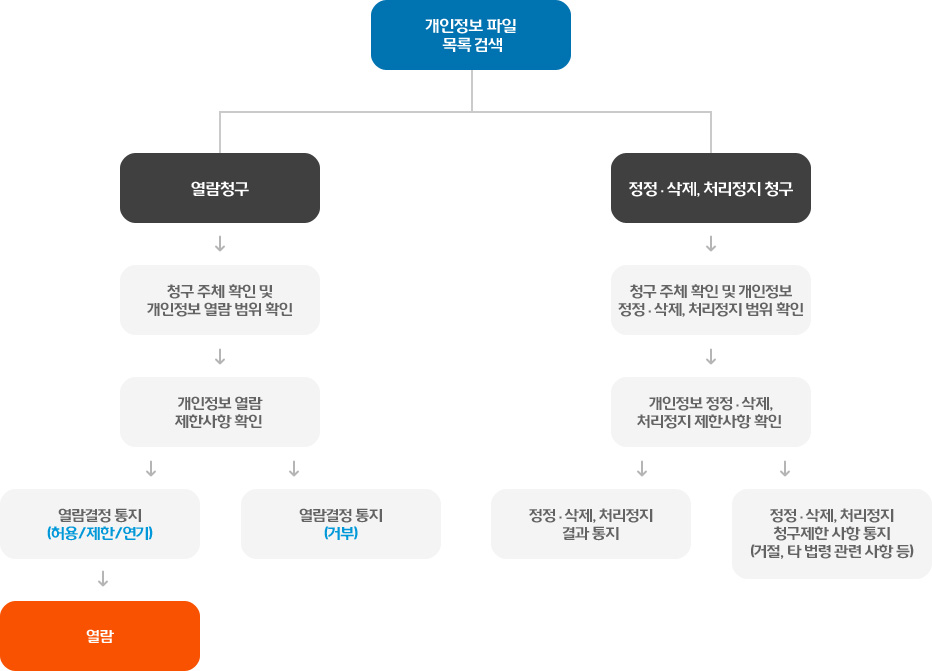 개인정보 파일
목록 검색
열람청구
정정 · 삭제, 처리정지 청구
청구 주체 확인 및
개인정보 열람 범위 확인
청구 주체 확인 및 개인정보
정정 · 삭제, 처리정지 범위 확인
개인정보 열람
제한사항 확인
개인정보 정정 · 삭제,
처리정지 제한사항 확인
열람결정 통지
(허용/제한/연기)
열람결정 통지
(거부)
정정 · 삭제, 처리정지
결과 통지
정정 · 삭제, 처리정지
청구제한 사항 통지
(거절, 타 법령 관련 사항 등)
열람